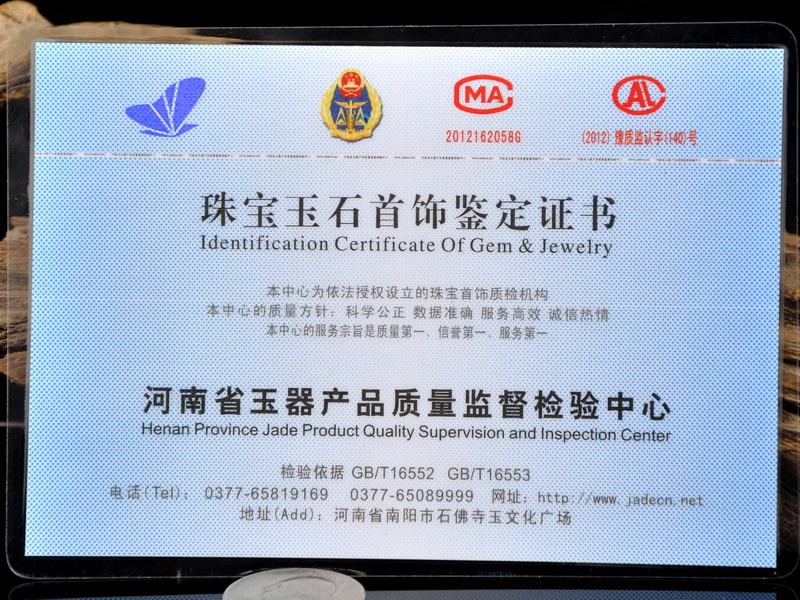 MA
AL
2012162058G
(2012) 豫质监认字(140)号
珠宝玉石首饰鉴定证书
Identification Certificate Of Gem & Jewelry
本中心为依法授权设立的珠宝首饰质检机构
本中心的质量方针：科学公正 数据准确 服务高效 诚信热情
本中心的服务宗旨是质量第一、信誉第一、服务第一
河南省玉器产品质量监督检验中心
Henan Province Jade Product Quality Supervision and Inspection Center
检验依据 GB/T16552 GB/T16553
电话(Tel)： 0377-65819169 0377-65089999 网址：http://www.jadecn.net
地址(Add)：河南省南阳市石佛寺玉文化广场